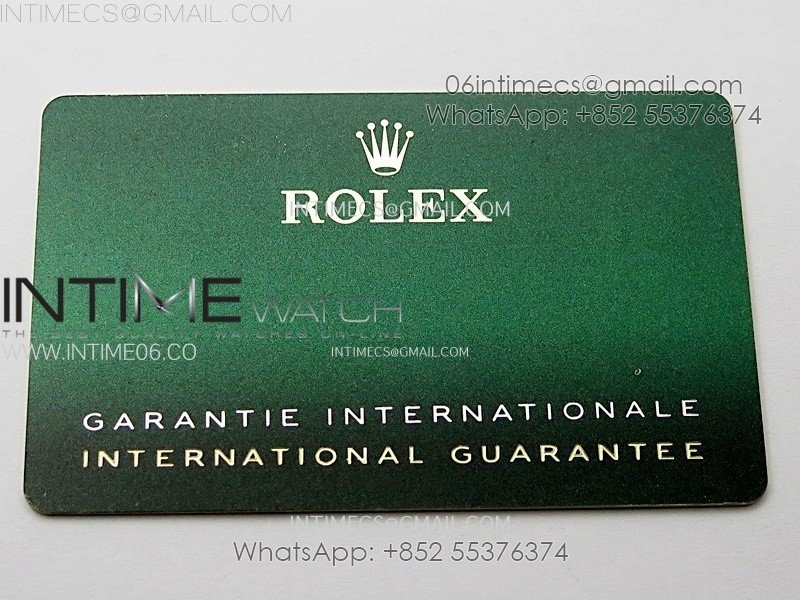 INTIMECS@GMAIL.COM
06intimecs@gmail.com
WhatsApp: +852 55376374
ROLEX
INTIMECS@GMAIL.COM
INTIME WATCH
WWW.INTIME06.CO
INTIMECS@GMAIL.COM
GARANTIE INTERNATIONALE
INTERNATIONAL GUARANTEE
INTIMECS@GMAIL.COM
WhatsApp: +852 55376374